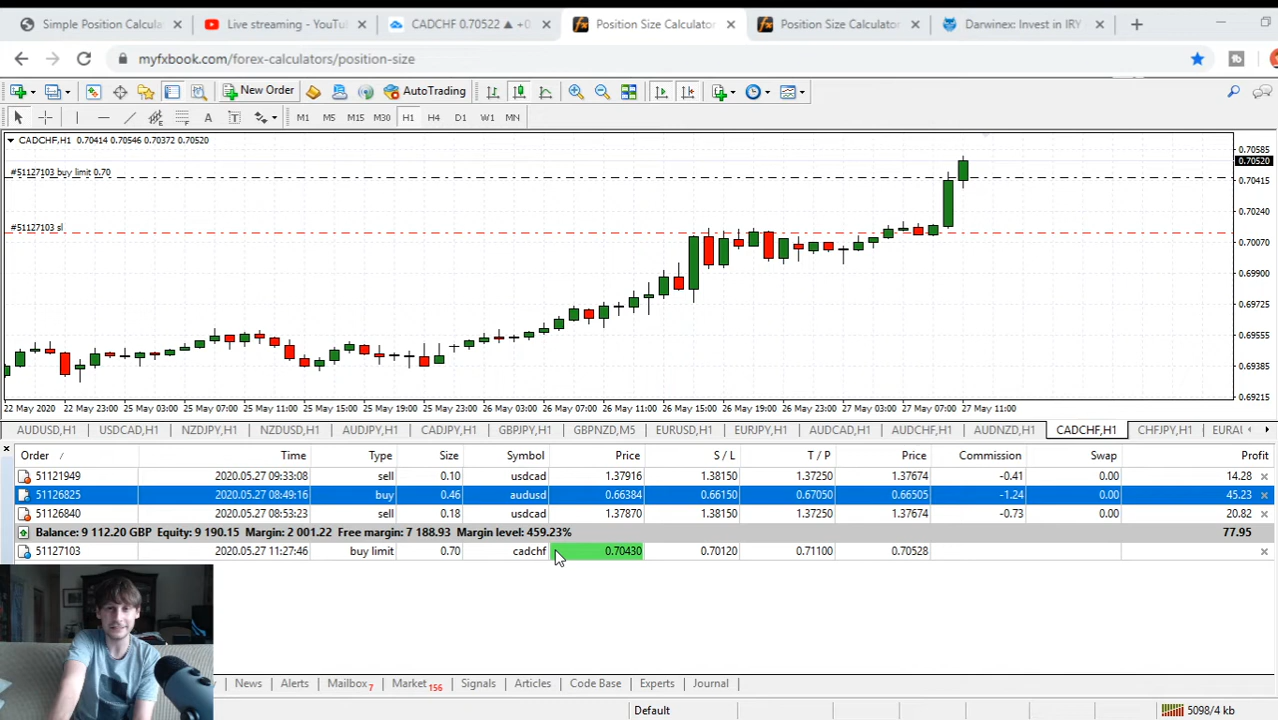 Simple Position Calcula
Live streaming - YouTu
CADCHF 0.70522 ▲ +0
Position Size Calculator
Position Size Calculator
Darwinex: Invest in IRY
myfxbook.com/forex-calculators/position-size
New Order
AutoTrading
A T M1 M5 M15 M30 H1 H4 D1 W1 MN
CADCHF,H1 0.70414 0.70546 0.70372 0.70520
0.70585
0.70520
#51127103 buy limit 0.70
0.70415
0.70240
#51127103 sl
0.70070
0.69900
0.69725
0.69555
0.69385
0.69215
22 May 2020 22 May 23:00 25 May 03:00 25 May 07:00 25 May 11:00 25 May 15:00 25 May 19:00 25 May 23:00 26 May 03:00 26 May 07:00 26 May 11:00 26 May 15:00 26 May 19:00 26 May 23:00 27 May 03:00 27 May 07:00 27 May 11:00
AUDUSD,H1 USDCAD,H1 NZDJPY,H1 NZDUSD,H1 AUDJPY,H1 CADJPY,H1 GBPJPY,H1 GBPNZD,M5 EURUSD,H1 EURJPY,H1 AUDCAD,H1 AUDCHF,H1 AUDNZD,H1 CADCHF,H1 CHFJPY,H1 EURAU
Order / Time Type Size Symbol Price S / L T / P Price Commission Swap Profit
51121949 2020.05.27 09:33:08 sell 0.10 usdcad 1.37916 1.38150 1.37250 1.37674 -0.41 0.00 14.28
51126825 2020.05.27 08:49:16 buy 0.46 audusd 0.66384 0.66150 0.67050 0.66505 -1.24 0.00 45.23
51126840 2020.05.27 08:53:23 sell 0.18 usdcad 1.37870 1.38150 1.37250 1.37674 -0.73 0.00 20.82
Balance: 9 112.20 GBP Equity: 9 190.15 Margin: 2 001.22 Free margin: 7 188.93 Margin level: 459.23% 77.95
51127103 2020.05.27 11:27:46 buy limit 0.70 cadchf 0.70430 0.70120 0.71100 0.70528
News Alerts Mailbox 7 Market 156 Signals Articles Code Base Experts Journal
Default 5098/4 kb